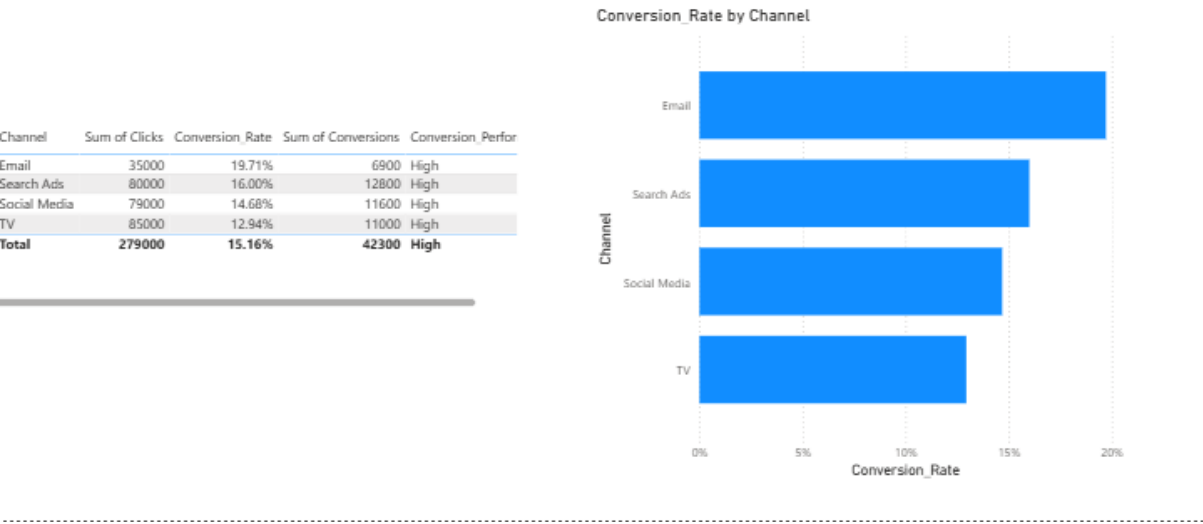 Conversion_Rate by Channel
Channel Sum of Clicks Conversion_Rate Sum of Conversions Conversion_Perfor
Email 35000 19.71% 6900 High
Search Ads 80000 16.00% 12800 High
Social Media 79000 14.68% 11600 High
TV 85000 12.94% 11000 High
Total 279000 15.16% 42300 High
Channel
Email
Search Ads
Social Media
TV
0% 5% 10% 15% 20%
Conversion_Rate